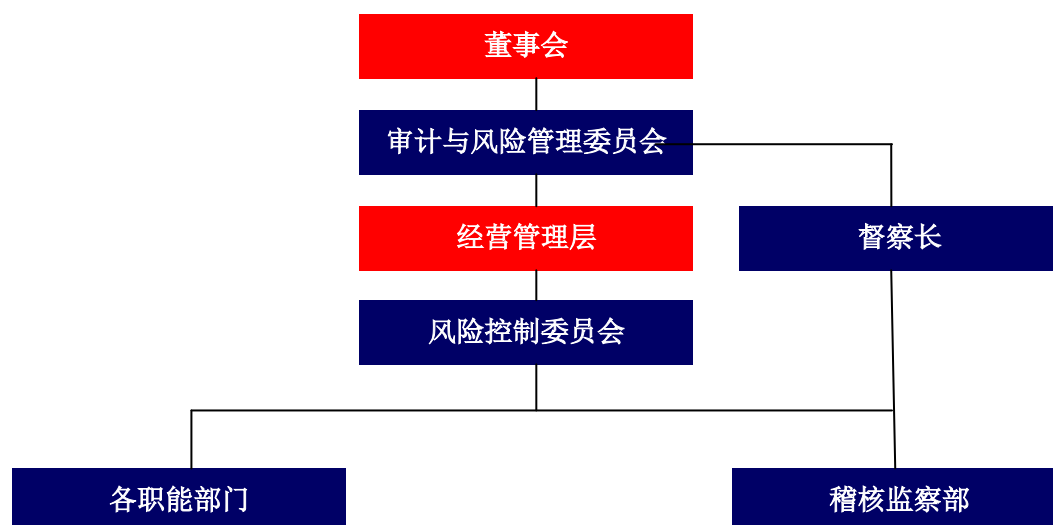 董事会
审计与风险管理委员会
经营管理层
督察长
风险控制委员会
各职能部门
稽核监察部